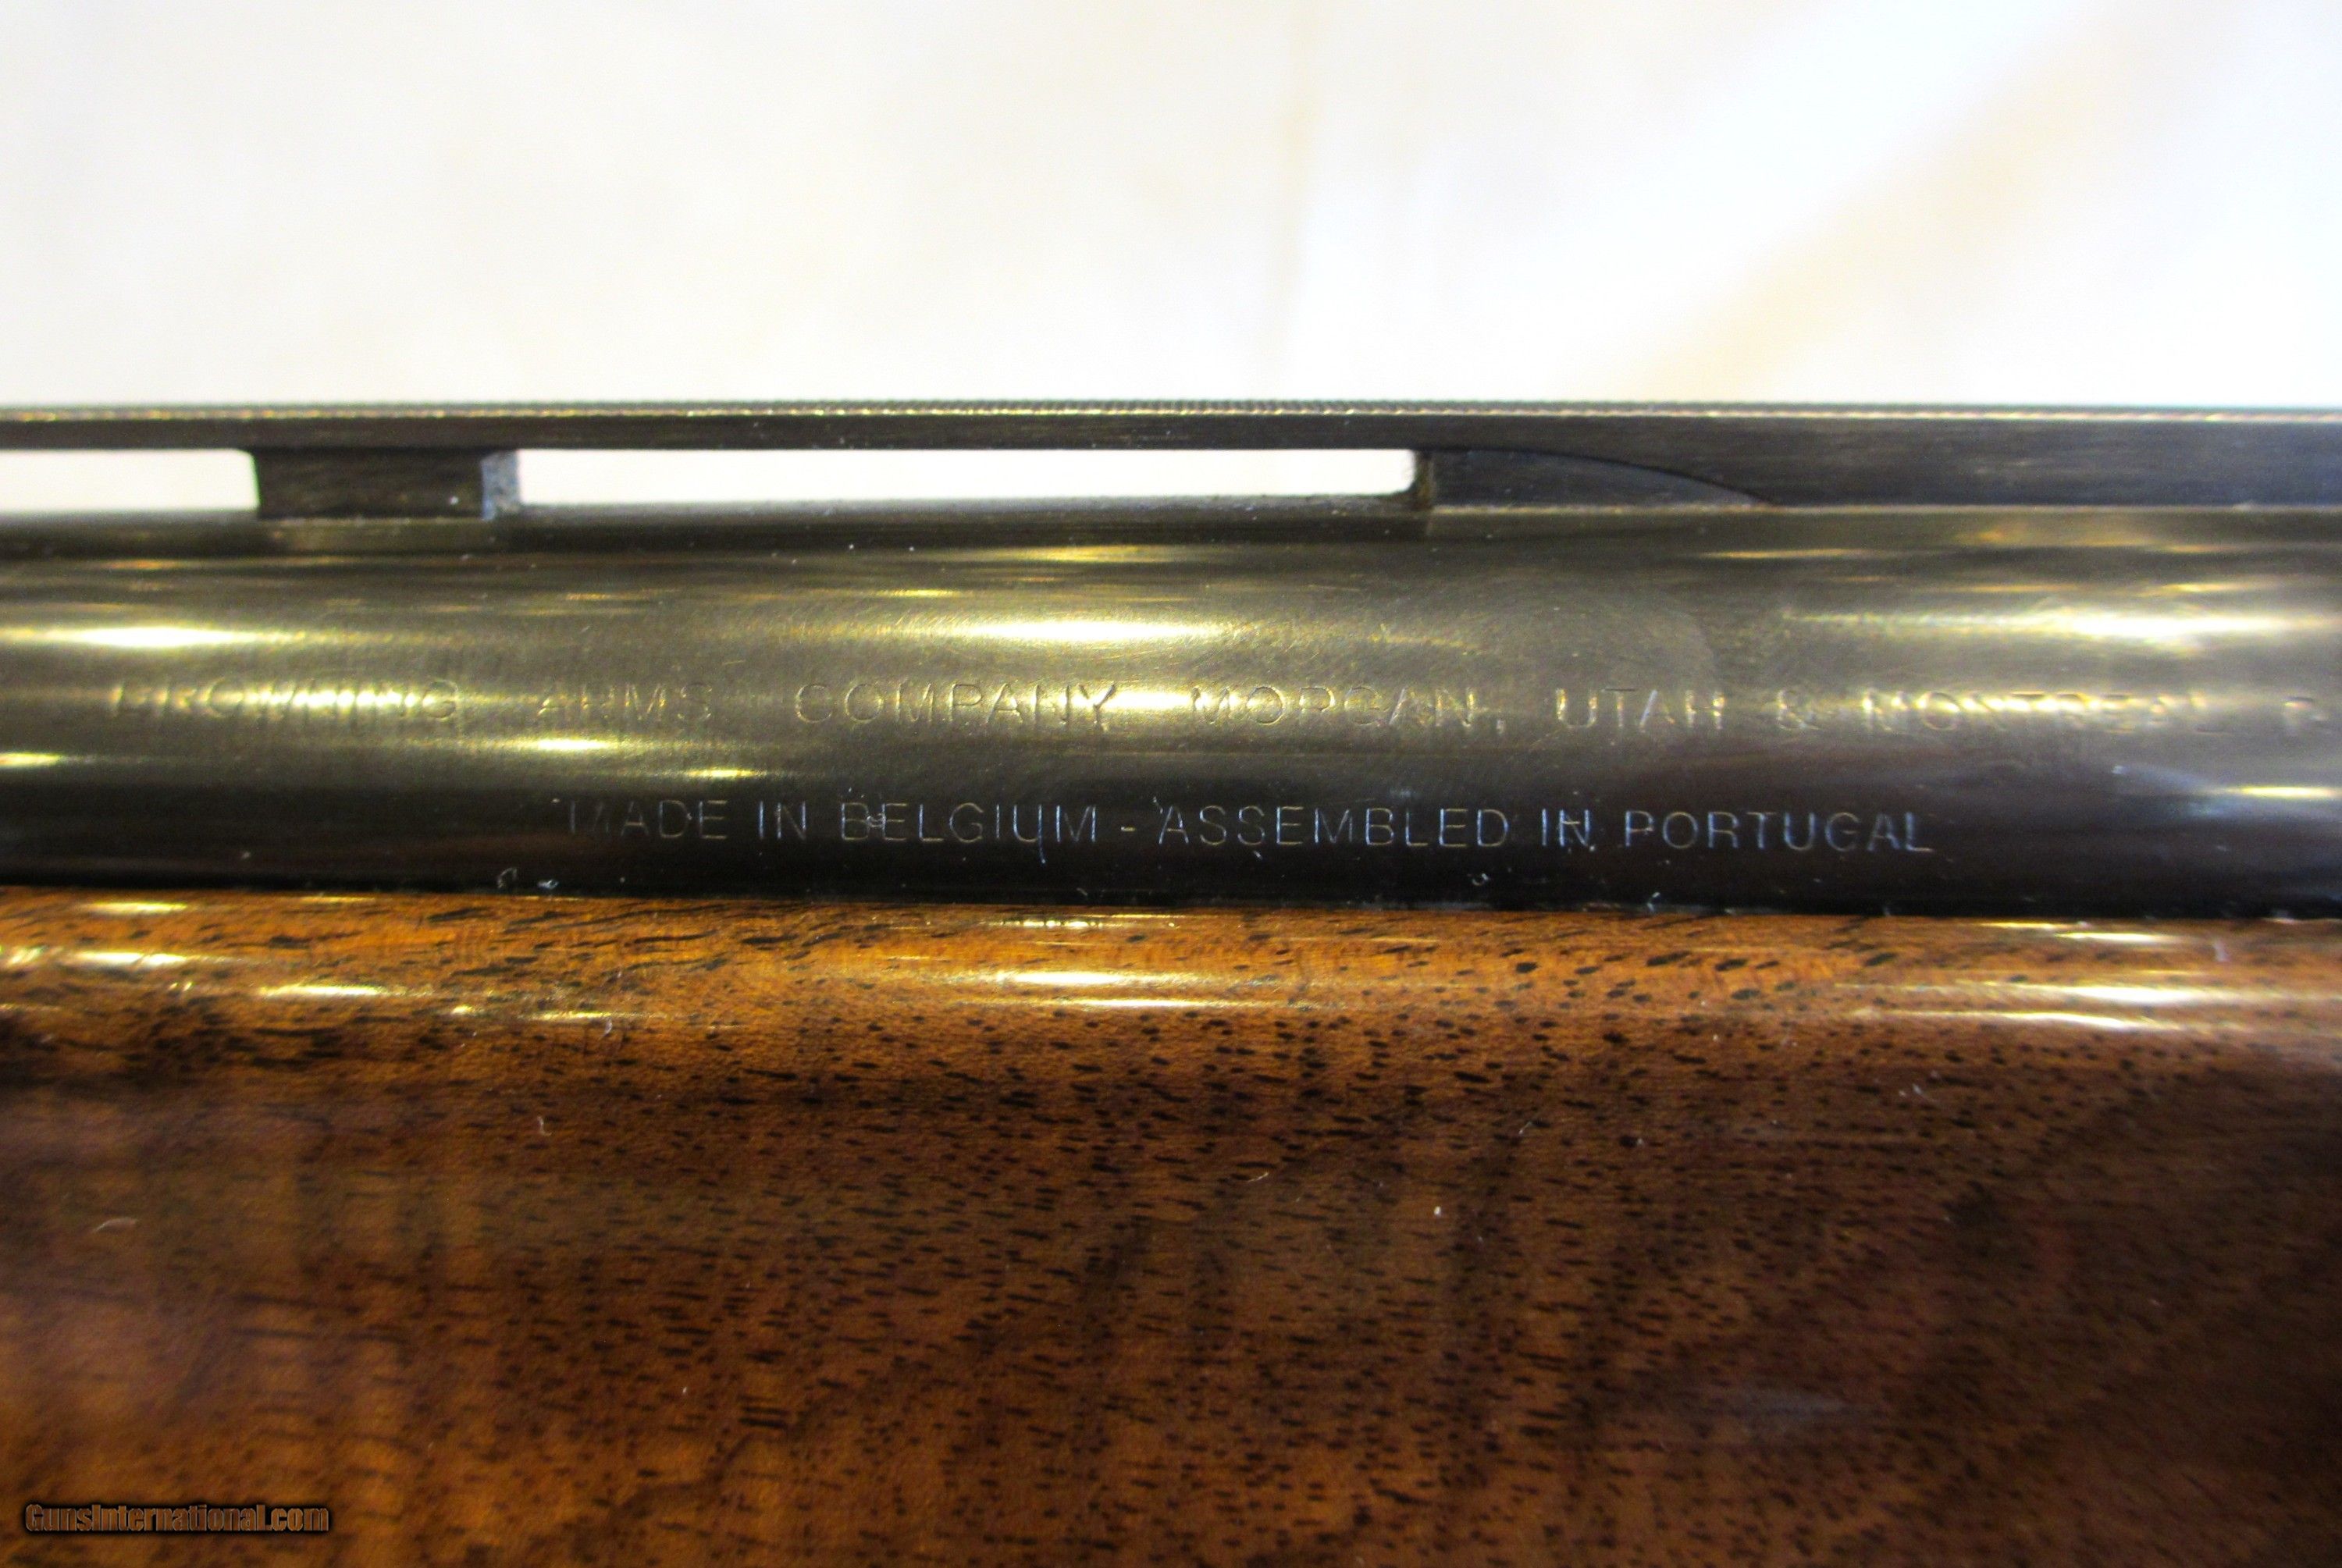 BROWNING ARMS COMPANY MORGAN, UTAH & MONTREAL P
MADE IN BELGIUM - ASSEMBLED IN PORTUGAL
GunsInternational.com